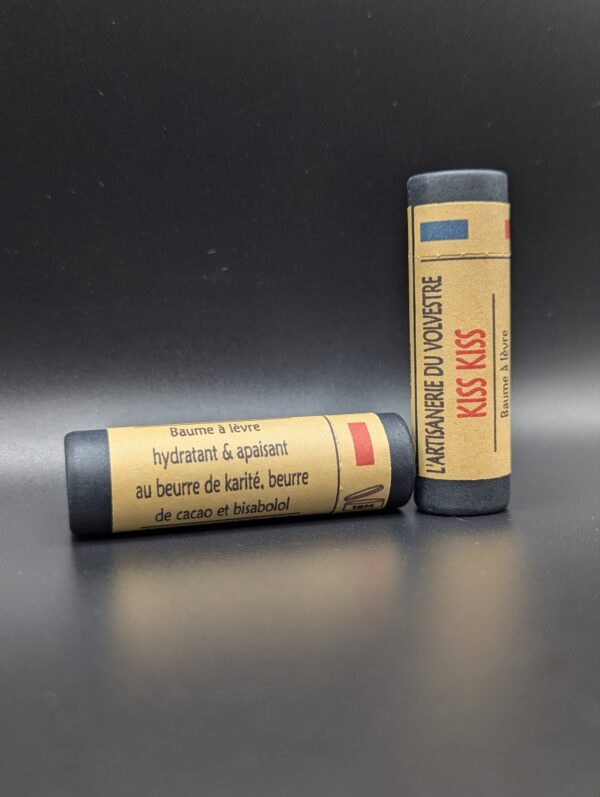 L'ARTISANERIE DU VOLVESTRE
KISS KISS
Baume à lèvre
Baume à lèvre
hydratant & apaisant
au beurre de karité, beurre
de cacao et bisabolol